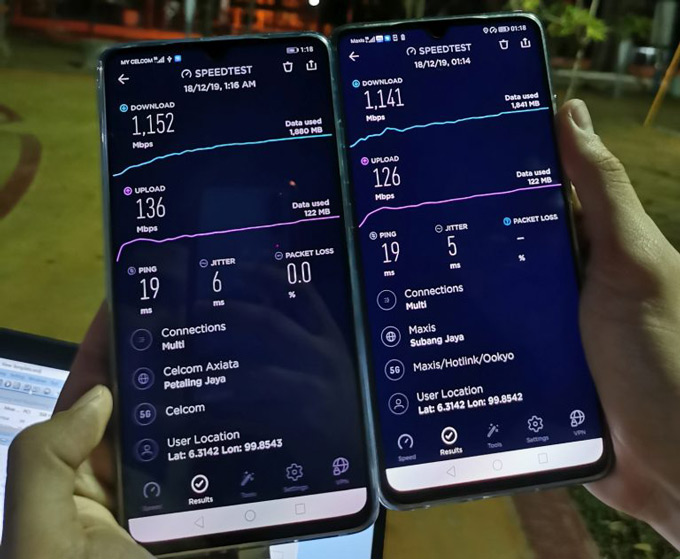 MY CELCOM
1:18
SPEEDTEST
18/12/19, 1:16 AM
DOWNLOAD
1,152
Mbps
Data used
1,880 MB
UPLOAD
136
Mbps
Data used
122 MB
PING
19
ms
JITTER
6
ms
PACKET LOSS
0.0
%
Connections
Multi
Celcom Axiata
Petaling Jaya
5G
Celcom
User Location
Lat: 6.3142 Lon: 99.8543
Speed
Results
Tools
Settings
VPN
Maxis
01:18
SPEEDTEST
18/12/19, 01:14
DOWNLOAD
1,141
Mbps
Data used
1,841 MB
UPLOAD
126
Mbps
Data used
122 MB
PING
19
ms
JITTER
5
ms
PACKET LOSS
–
%
Connections
Multi
Maxis
Subang Jaya
5G
Maxis/Hotlink/Ookyo
User Location
Lat: 6.3142 Lon: 99.8542
Speed
Results
Tools
Settings
VPN